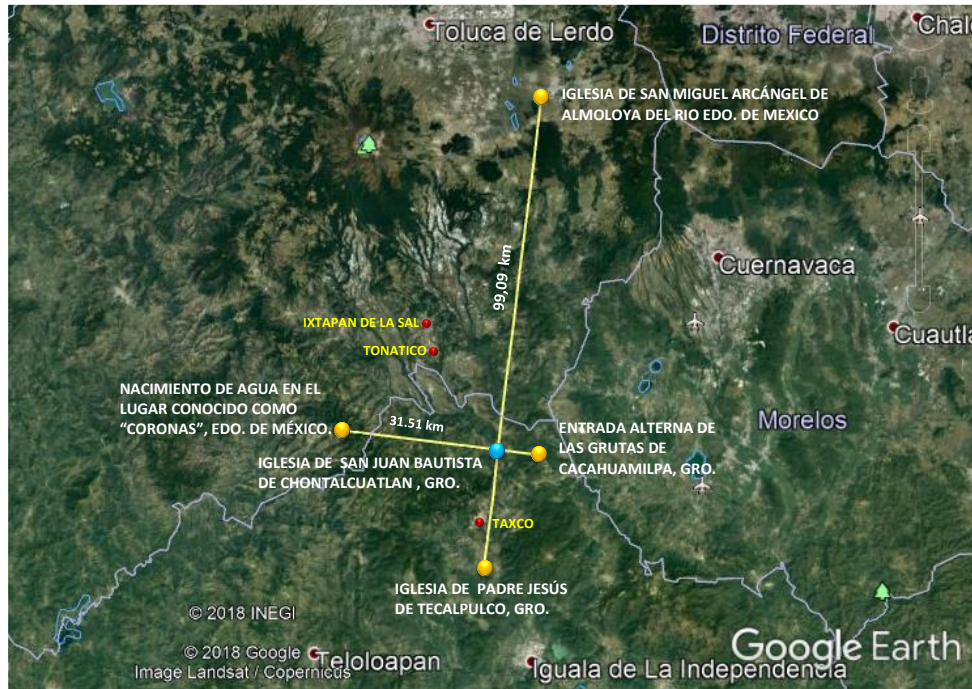 Toluca de Lerdo
Distrito Federal
Chalc
IGLESIA DE SAN MIGUEL ARCÁNGEL DE
ALMOLOYA DEL RIO EDO. DE MEXICO
99,09 km
Cuernavaca
IXTAPAN DE LA SAL
TONATICO
Cuautla
NACIMIENTO DE AGUA EN EL
LUGAR CONOCIDO COMO
“CORONAS”, EDO. DE MÉXICO.
31.51 km
Morelos
ENTRADA ALTERNA DE
LAS GRUTAS DE
CACAHUAMILPA, GRO.
IGLESIA DE SAN JUAN BAUTISTA
DE CHONTALCUATLAN , GRO.
TAXCO
IGLESIA DE PADRE JESÚS
DE TECALPULCO, GRO.
© 2018 INEGI
© 2018 Google
Image Landsat / Copernicus
Teloloapan
Iguala de La Independencia
Google Earth